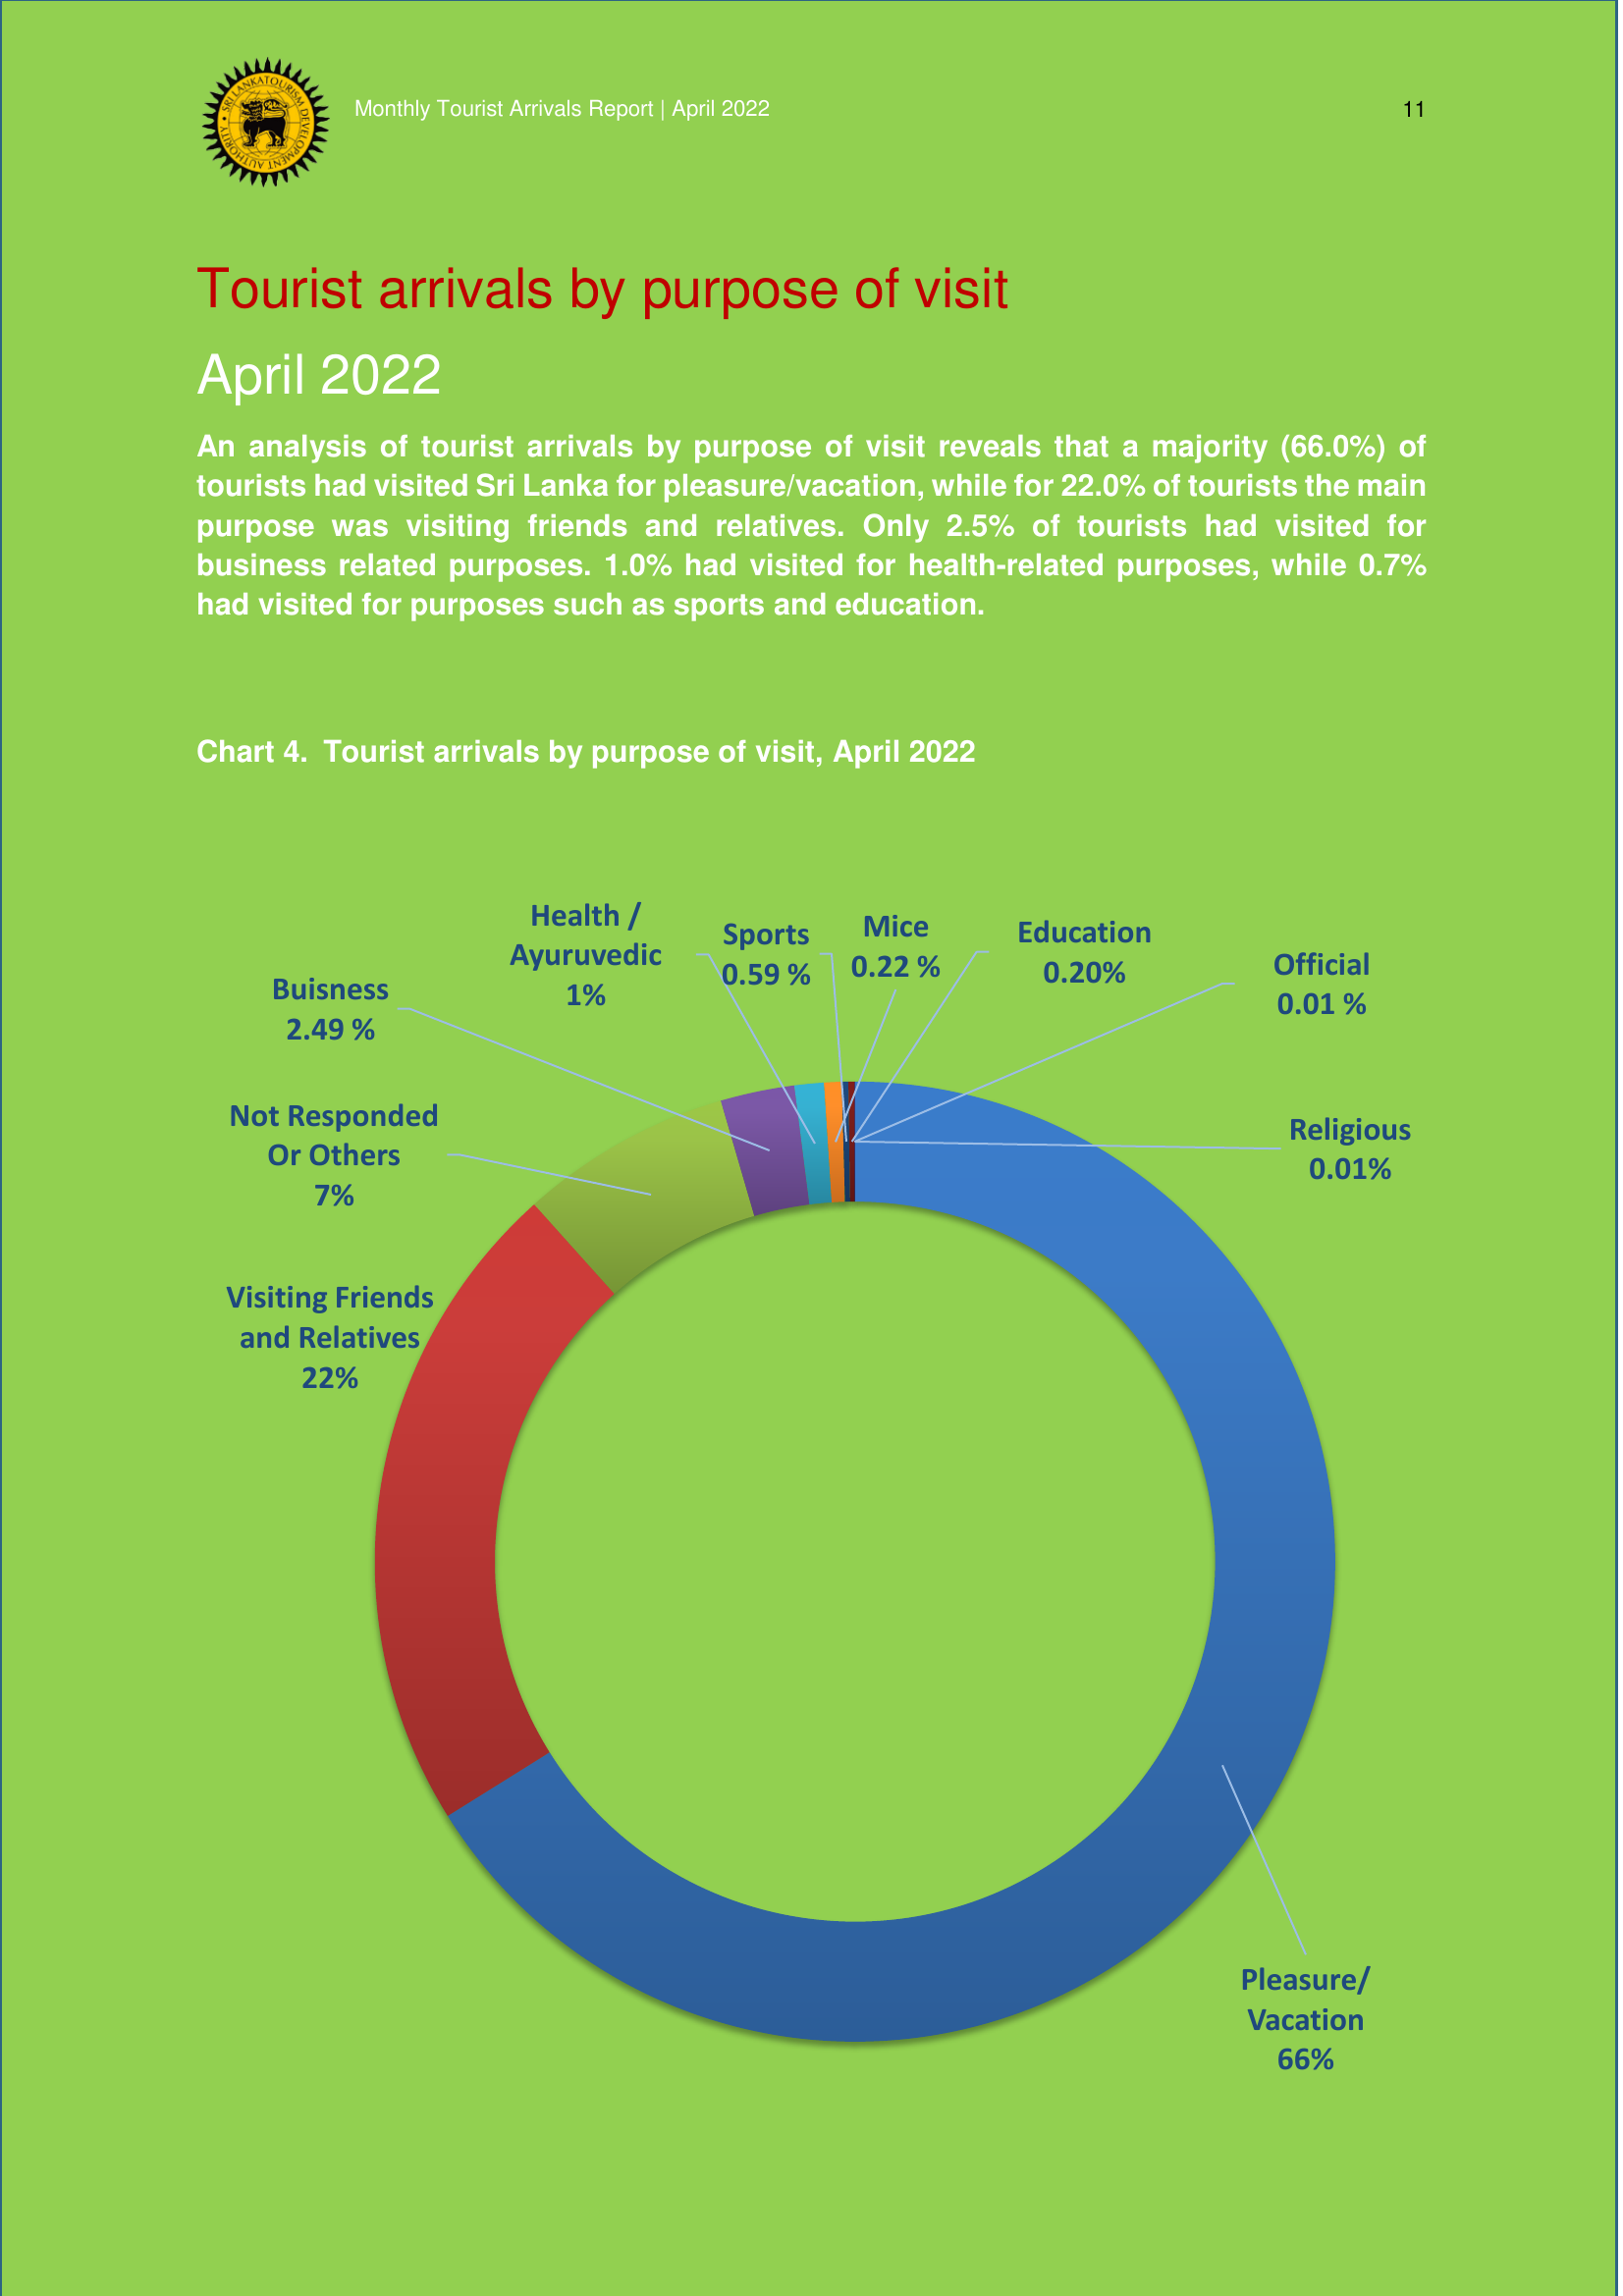 SRI LANKA TOURISM DEVELOPMENT AUTHORITY
Monthly Tourist Arrivals Report | April 2022
11
Tourist arrivals by purpose of visit
April 2022
An analysis of tourist arrivals by purpose of visit reveals that a majority (66.0%) of
tourists had visited Sri Lanka for pleasure/vacation, while for 22.0% of tourists the main
purpose was visiting friends and relatives. Only 2.5% of tourists had visited for
business related purposes. 1.0% had visited for health-related purposes, while 0.7%
had visited for purposes such as sports and education.
Chart 4.  Tourist arrivals by purpose of visit, April 2022
Health /
Ayuruvedic
1%
Sports
0.59 %
Mice
0.22 %
Education
0.20%
Official
0.01 %
Buisness
2.49 %
Not Responded
Or Others
7%
Religious
0.01%
Visiting Friends
and Relatives
22%
Pleasure/
Vacation
66%